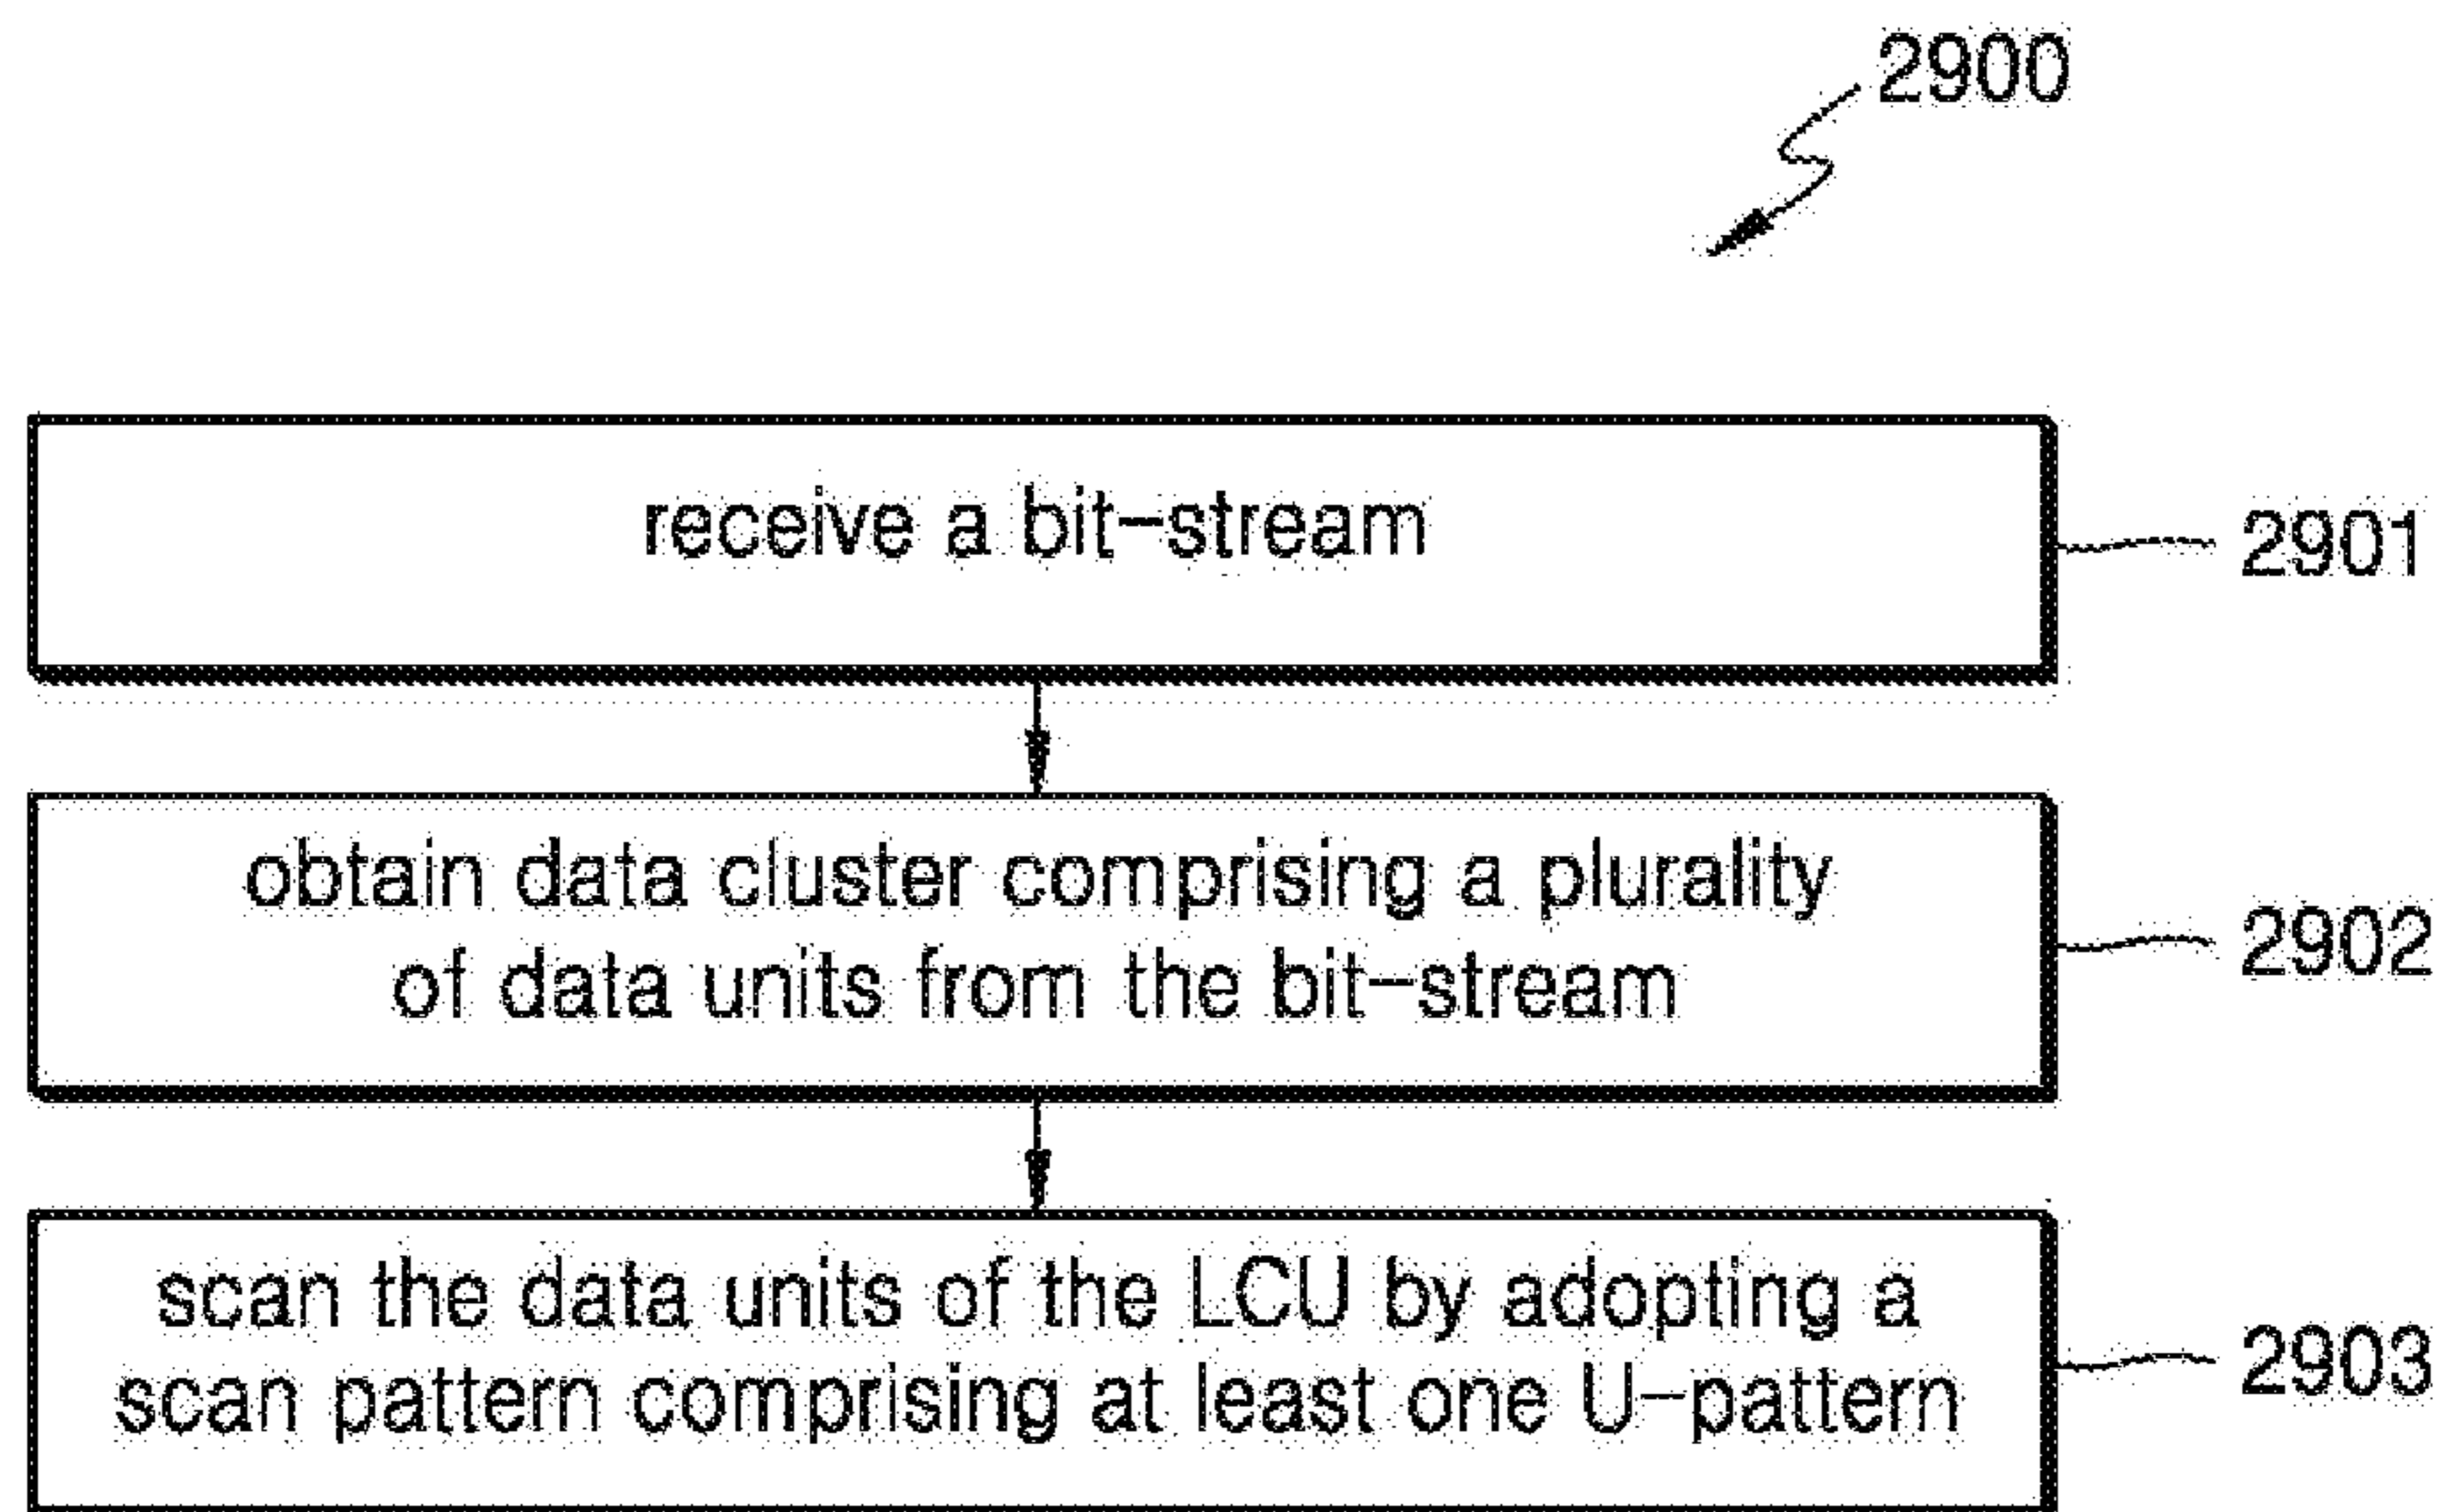 2900
receive a bit-stream
2901
obtain data cluster comprising a plurality
of data units from the bit-stream
2902
scan the data units of the LCU by adopting a
scan pattern comprising at least one U-pattern
2903